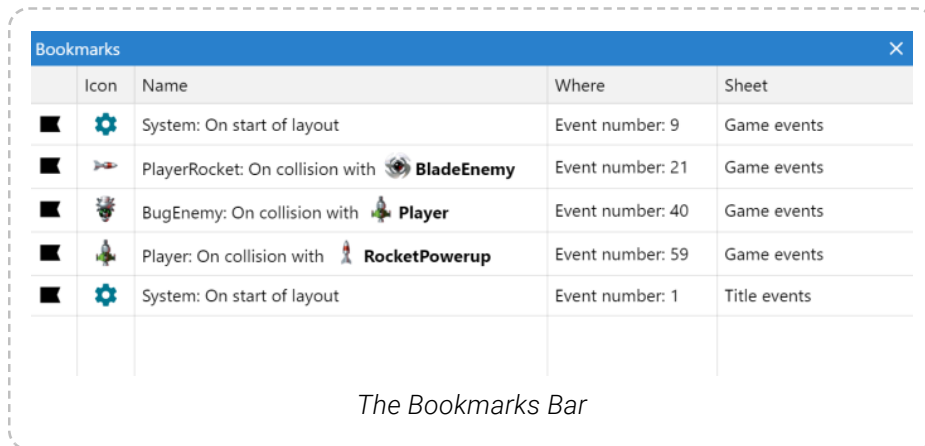 Bookmarks
Icon Name Where Sheet
System: On start of layout Event number: 9 Game events
PlayerRocket: On collision with BladeEnemy Event number: 21 Game events
BugEnemy: On collision with Player Event number: 40 Game events
Player: On collision with RocketPowerup Event number: 59 Game events
System: On start of layout Event number: 1 Title events
The Bookmarks Bar